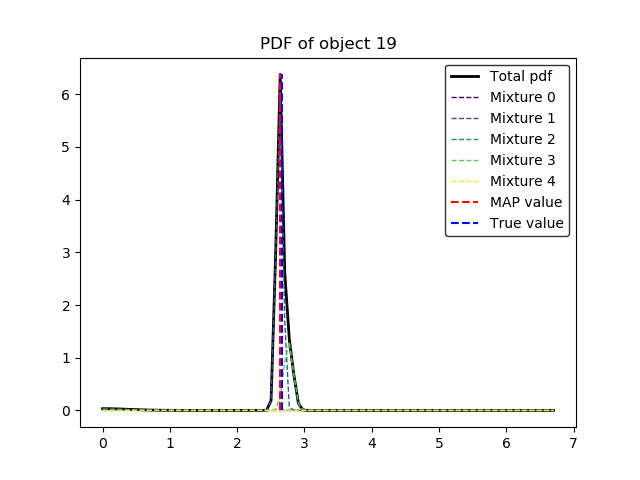 PDF of object 19
Total pdf
Mixture 0
Mixture 1
Mixture 2
Mixture 3
Mixture 4
MAP value
True value
6
5
4
3
2
1
0
0 1 2 3 4 5 6 7